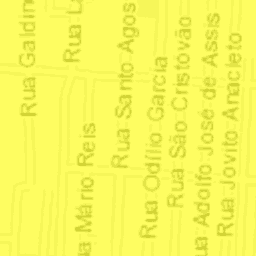 Rua Galdin
Rua L
Rua Santo Agos
Rua Mário Reis
Rua Odílio Garcia
Rua São Cristóvão
Rua Adolfo José de Assis
Rua Jovito Anacleto